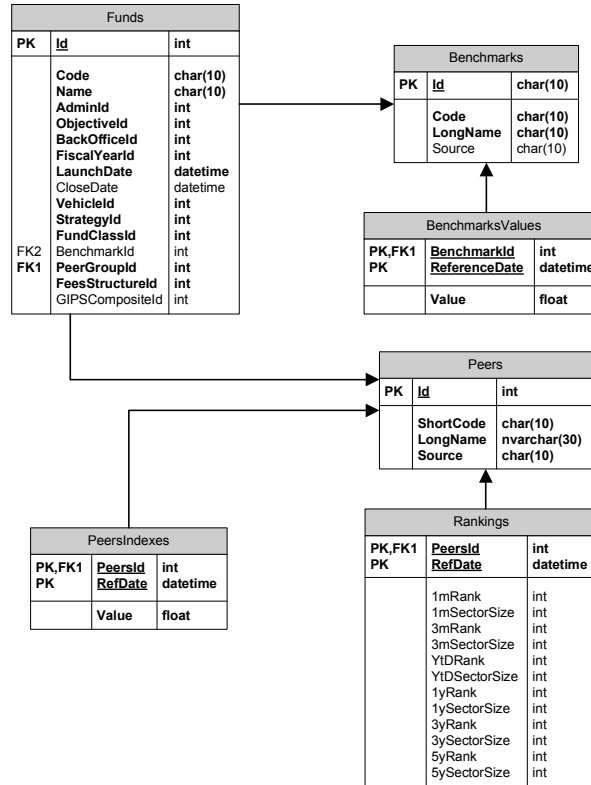 Funds
PK Id int
Code char(10)
Name char(10)
AdminId int
ObjectiveId int
BackOfficeId int
FiscalYearId int
LaunchDate datetime
CloseDate datetime
VehicleId int
StrategyId int
FundClassId int
FK2 BenchmarkId int
FK1 PeerGroupId int
FeesStructureId int
GIPSCompositeId int
Benchmarks
PK Id char(10)
Code char(10)
LongName char(10)
Source char(10)
BenchmarksValues
PK,FK1 BenchmarkId int
PK ReferenceDate datetime
Value float
Peers
PK Id int
ShortCode char(10)
LongName nvarchar(30)
Source char(10)
PeersIndexes
PK,FK1 PeersId int
PK RefDate datetime
Value float
Rankings
PK,FK1 PeersId int
PK RefDate datetime
1mRank int
1mSectorSize int
3mRank int
3mSectorSize int
YtDRank int
YtDSectorSize int
1yRank int
1ySectorSize int
3yRank int
3ySectorSize int
5yRank int
5ySectorSize int